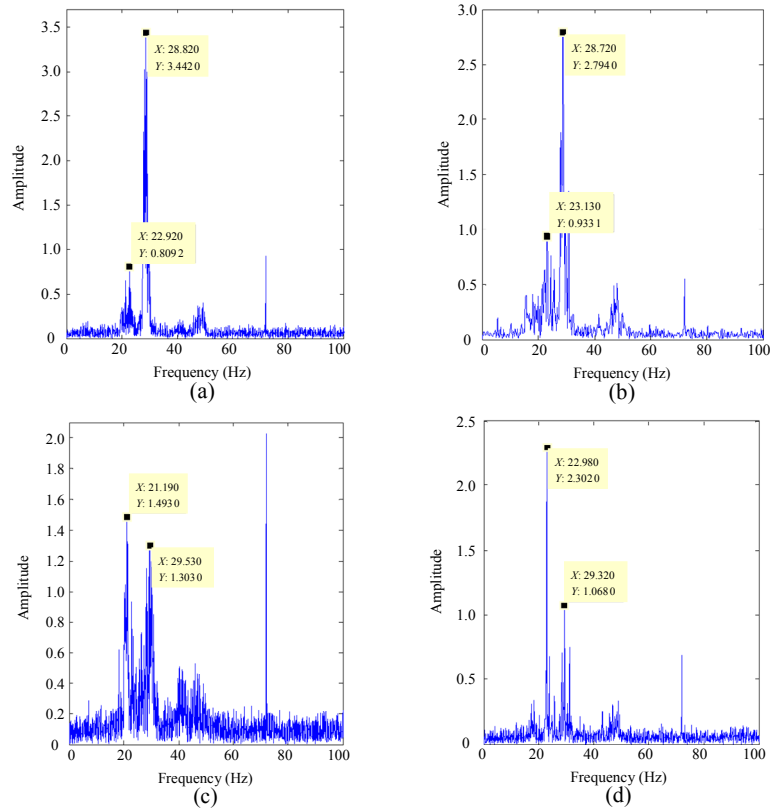 3.5
X: 28.820
Y: 3.4420
3.0
2.5
2.0
Amplitude
1.5
1.0
X: 22.920
Y: 0.8092
0.5
0
0 20 40 60 80 100
Frequency (Hz)
(a)
3.0
X: 28.720
Y: 2.7940
2.5
2.0
Amplitude
1.5
X: 23.130
Y: 0.9331
1.0
0.5
0
0 20 40 60 80 100
Frequency (Hz)
(b)
2.0
1.8
X: 21.190
Y: 1.4930
1.6
1.4
1.2
X: 29.530
Y: 1.3030
Amplitude
1.0
0.8
0.6
0.4
0.2
0
0 20 40 60 80 100
Frequency (Hz)
(c)
2.5
X: 22.980
Y: 2.3020
2.0
1.5
Amplitude
X: 29.320
Y: 1.0680
1.0
0.5
0
0 20 40 60 80 100
Frequency (Hz)
(d)